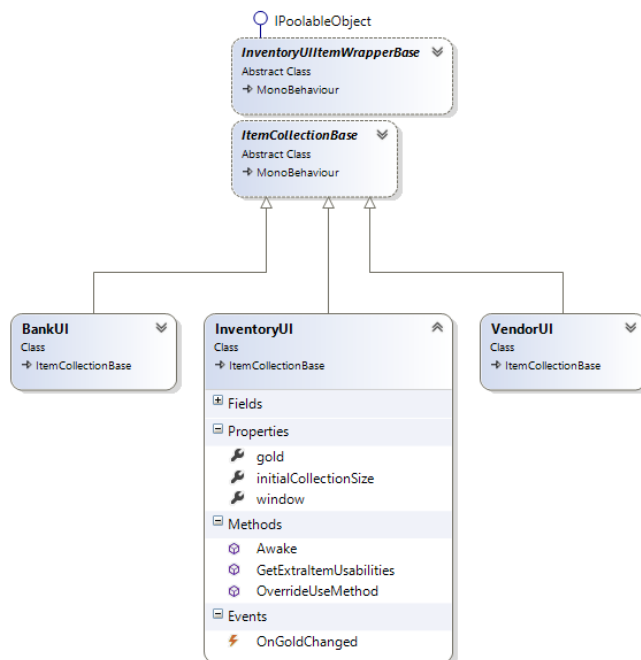 IPoolableObject
InventoryUIItemWrapperBase
Abstract Class
MonoBehaviour
ItemCollectionBase
Abstract Class
MonoBehaviour
BankUI
Class
ItemCollectionBase
InventoryUI
Class
ItemCollectionBase
Fields
Properties
gold
initialCollectionSize
window
Methods
Awake
GetExtraItemUsabilities
OverrideUseMethod
Events
OnGoldChanged
VendorUI
Class
ItemCollectionBase